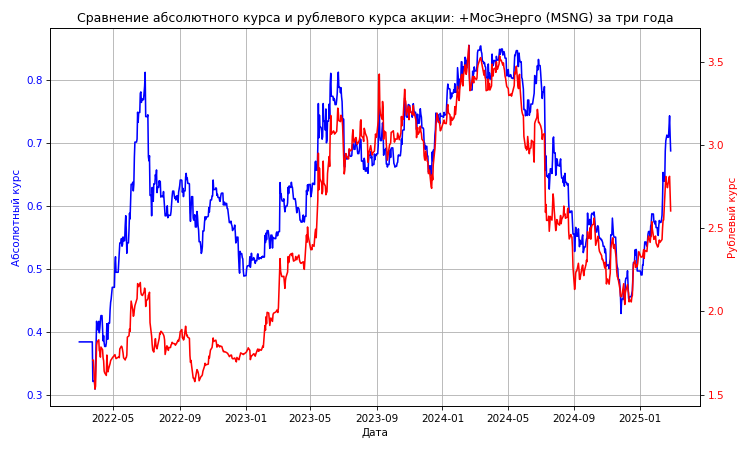 Сравнение абсолютного курса и рублевого курса акции: +МосЭнерго (MSNG) за три года
0.8
0.7
0.6
0.5
0.4
0.3
Абсолютный курс
3.5
3.0
2.5
2.0
1.5
Рублевый курс
2022-05 2022-09 2023-01 2023-05 2023-09 2024-01 2024-05 2024-09 2025-01
Дата